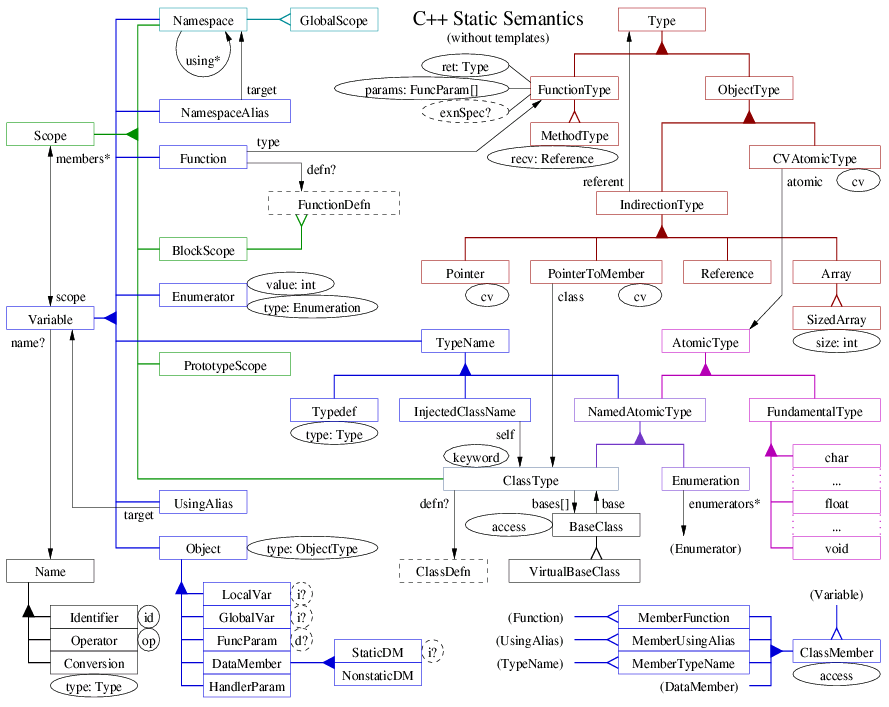 C++ Static Semantics
(without templates)
Namespace
GlobalScope
using*
target
NamespaceAlias
Scope
members*
Function
type
defn?
FunctionDefn
BlockScope
scope
Variable
name?
Enumerator
value: int
type: Enumeration
PrototypeScope
TypeName
Typedef
type: Type
InjectedClassName
self
keyword
ClassType
defn?
ClassDefn
bases[]
base
access
BaseClass
VirtualBaseClass
UsingAlias
target
Object
type: ObjectType
Name
Identifier
id
Operator
op
Conversion
type: Type
LocalVar
i?
GlobalVar
i?
FuncParam
d?
DataMember
HandlerParam
StaticDM
i?
NonstaticDM
Type
ret: Type
params: FuncParam[]
exnSpec?
FunctionType
MethodType
recv: Reference
ObjectType
referent
IndirectionType
CVAtomicType
atomic
cv
Pointer
cv
PointerToMember
class
cv
Reference
Array
SizedArray
size: int
AtomicType
NamedAtomicType
FundamentalType
Enumeration
enumerators*
(Enumerator)
char
...
float
...
void
(Variable)
(Function)
MemberFunction
(UsingAlias)
MemberUsingAlias
(TypeName)
MemberTypeName
(DataMember)
ClassMember
access